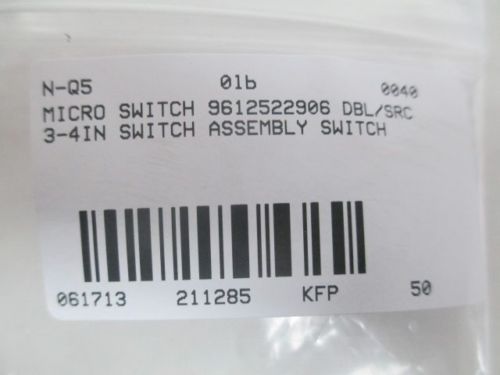 N-Q5 01b 0040
MICRO SWITCH 9612522906 DBL/SRC
3-4IN SWITCH ASSEMBLY SWITCH
061713 211285 KFP 50